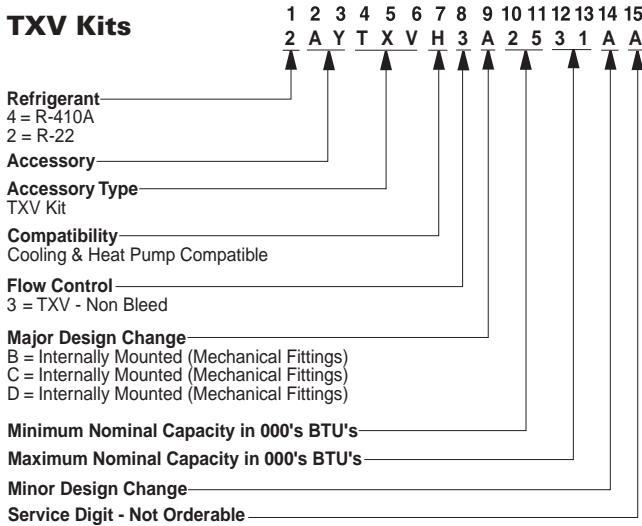 TXV Kits
1 2 3 4 5 6 7 8 9 10 11 12 13 14 15
2 A Y T X V H 3 A 2 5 3 1 A A
Refrigerant
4 = R-410A
2 = R-22
Accessory
Accessory Type
TXV Kit
Compatibility
Cooling & Heat Pump Compatible
Flow Control
3 = TXV - Non Bleed
Major Design Change
B = Internally Mounted (Mechanical Fittings)
C = Internally Mounted (Mechanical Fittings)
D = Internally Mounted (Mechanical Fittings)
Minimum Nominal Capacity in 000's BTU's
Maximum Nominal Capacity in 000's BTU's
Minor Design Change
Service Digit - Not Orderable